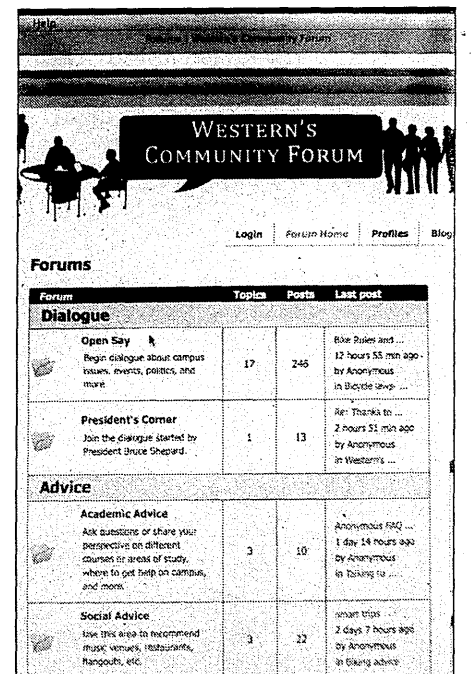 Help
Forums | Western's Community Forum
WESTERN'S
COMMUNITY FORUM
Login Forum Home Profiles Blog
Forums
Forum Topics Posts Last post
Dialogue
Open Say
Begin dialogue about campus
issues, events, politics, and
more.
17 246
Bike Rules and ...
12 hours 55 min ago
by Anonymous
in Bicycle laws- ...
President's Corner
Join the dialogue started by
President Bruce Shepard.
1 13
Re: Thanks to ...
2 hours 51 min ago
by Anonymous
in Western's ...
Advice
Academic Advice
Ask questions or share your
perspective on different
courses or areas of study,
where to get help on campus,
and more.
3 10
Anonymous FAQ ...
1 day 14 hours ago
by Anonymous
in Talking to ...
Social Advice
Use this area to recommend
music venues, restaurants,
hangouts, etc.
3 22
smart trips
2 days 7 hours ago
by Anonymous
in Biking advice